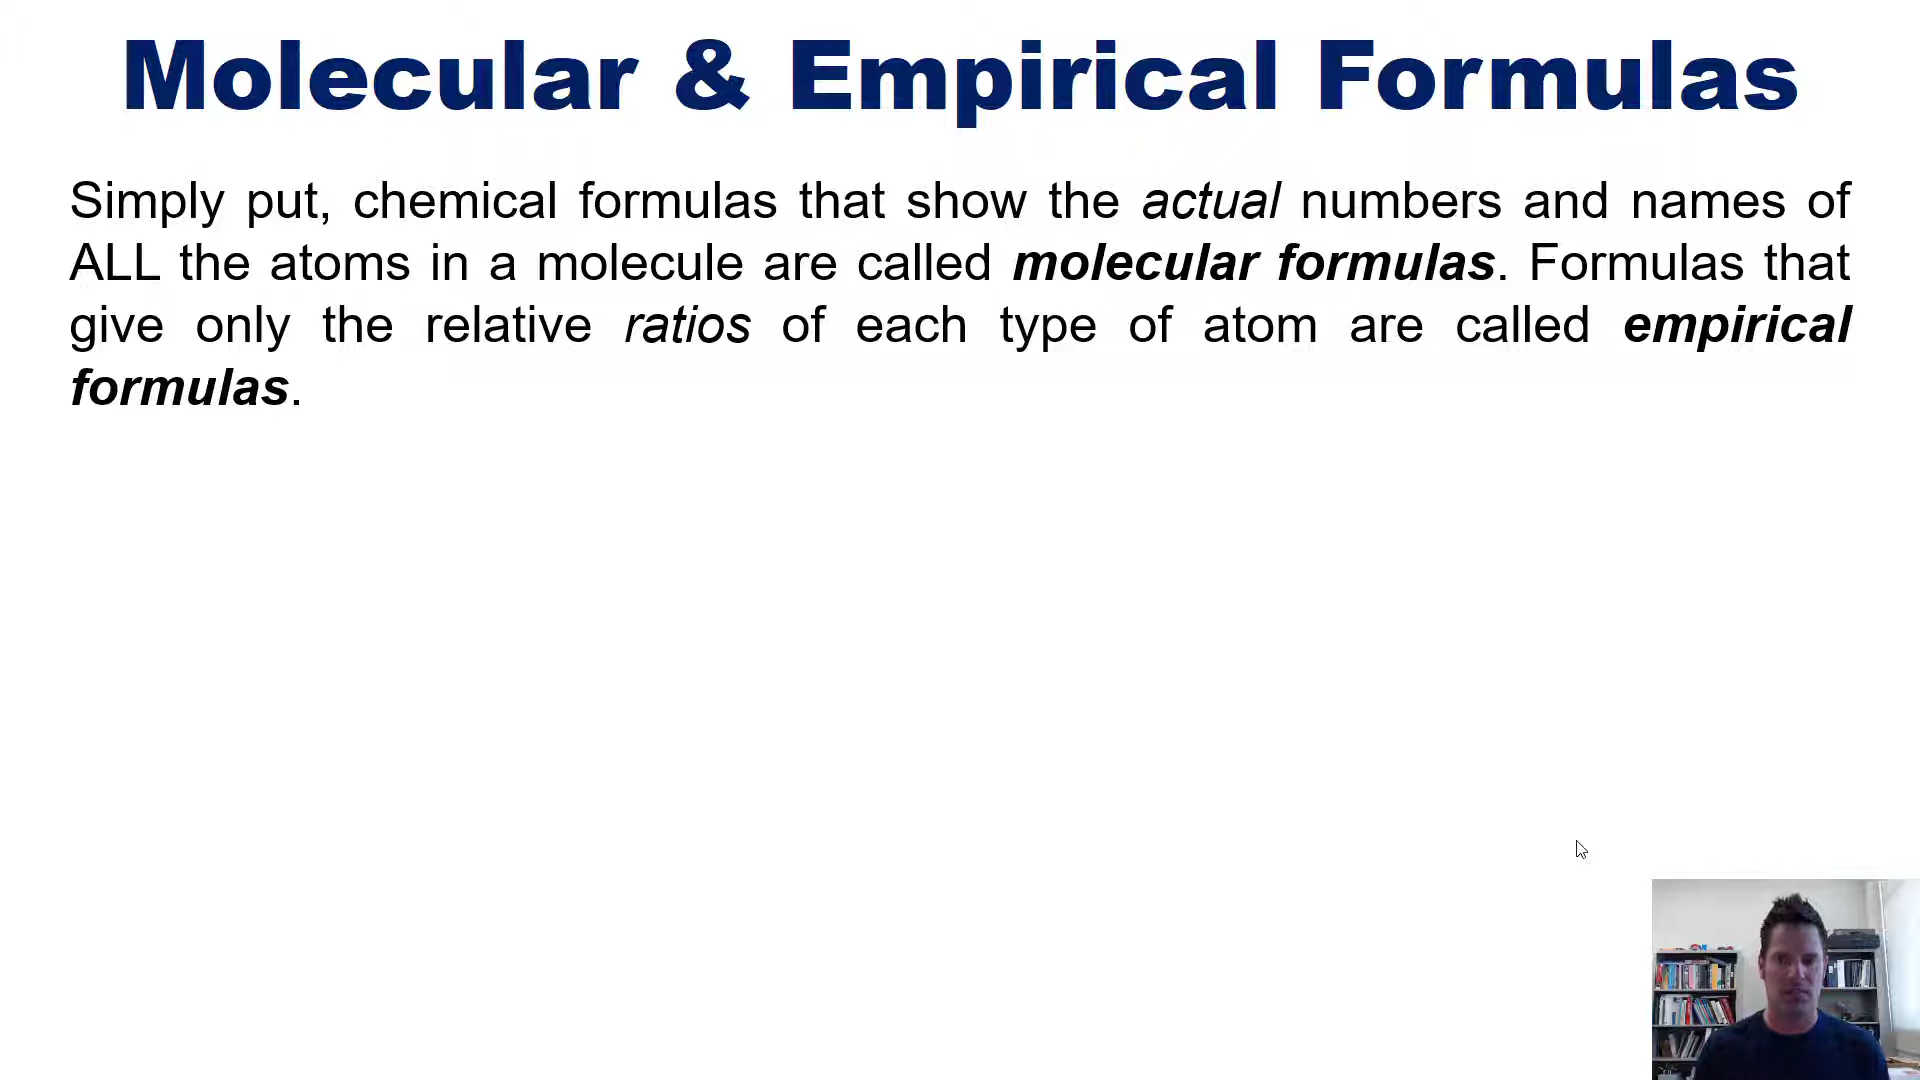 Molecular & Empirical Formulas
Simply put, chemical formulas that show the actual numbers and names of
ALL the atoms in a molecule are called molecular formulas. Formulas that
give only the relative ratios of each type of atom are called empirical
formulas.